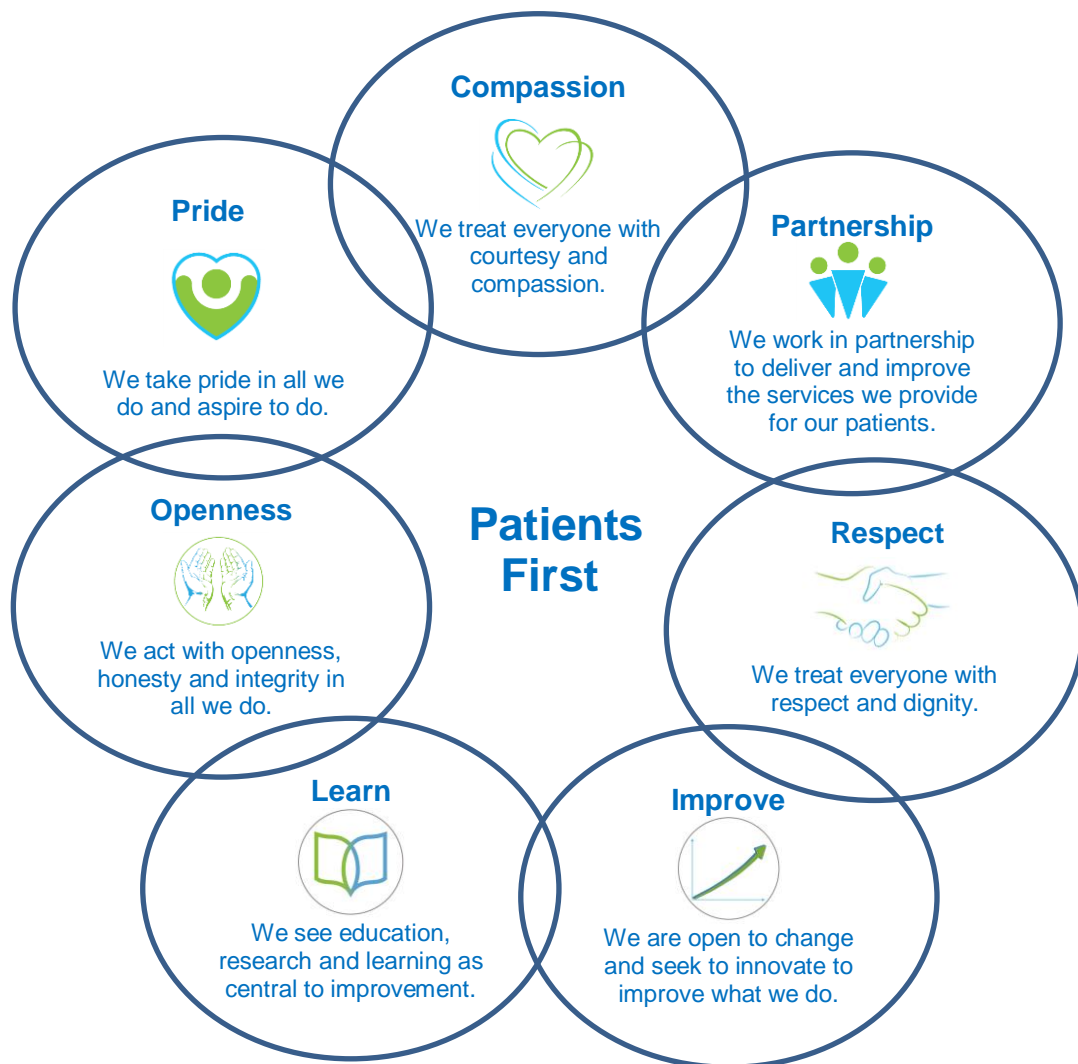 Compassion
We treat everyone with
courtesy and
compassion.
Pride
We take pride in all we
do and aspire to do.
Partnership
We work in partnership
to deliver and improve
the services we provide
for our patients.
Openness
We act with openness,
honesty and integrity in
all we do.
Patients
First
Respect
We treat everyone with
respect and dignity.
Learn
We see education,
research and learning as
central to improvement.
Improve
We are open to change
and seek to innovate to
improve what we do.